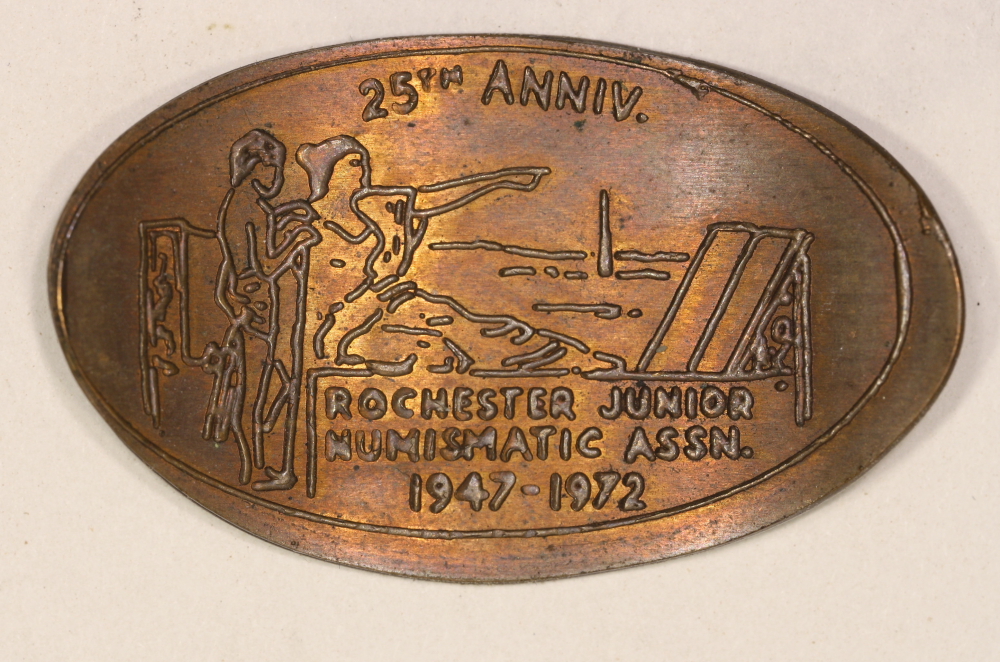 25TH ANNIV.
ROCHESTER JUNIOR
NUMISMATIC ASSN.
1947-1972